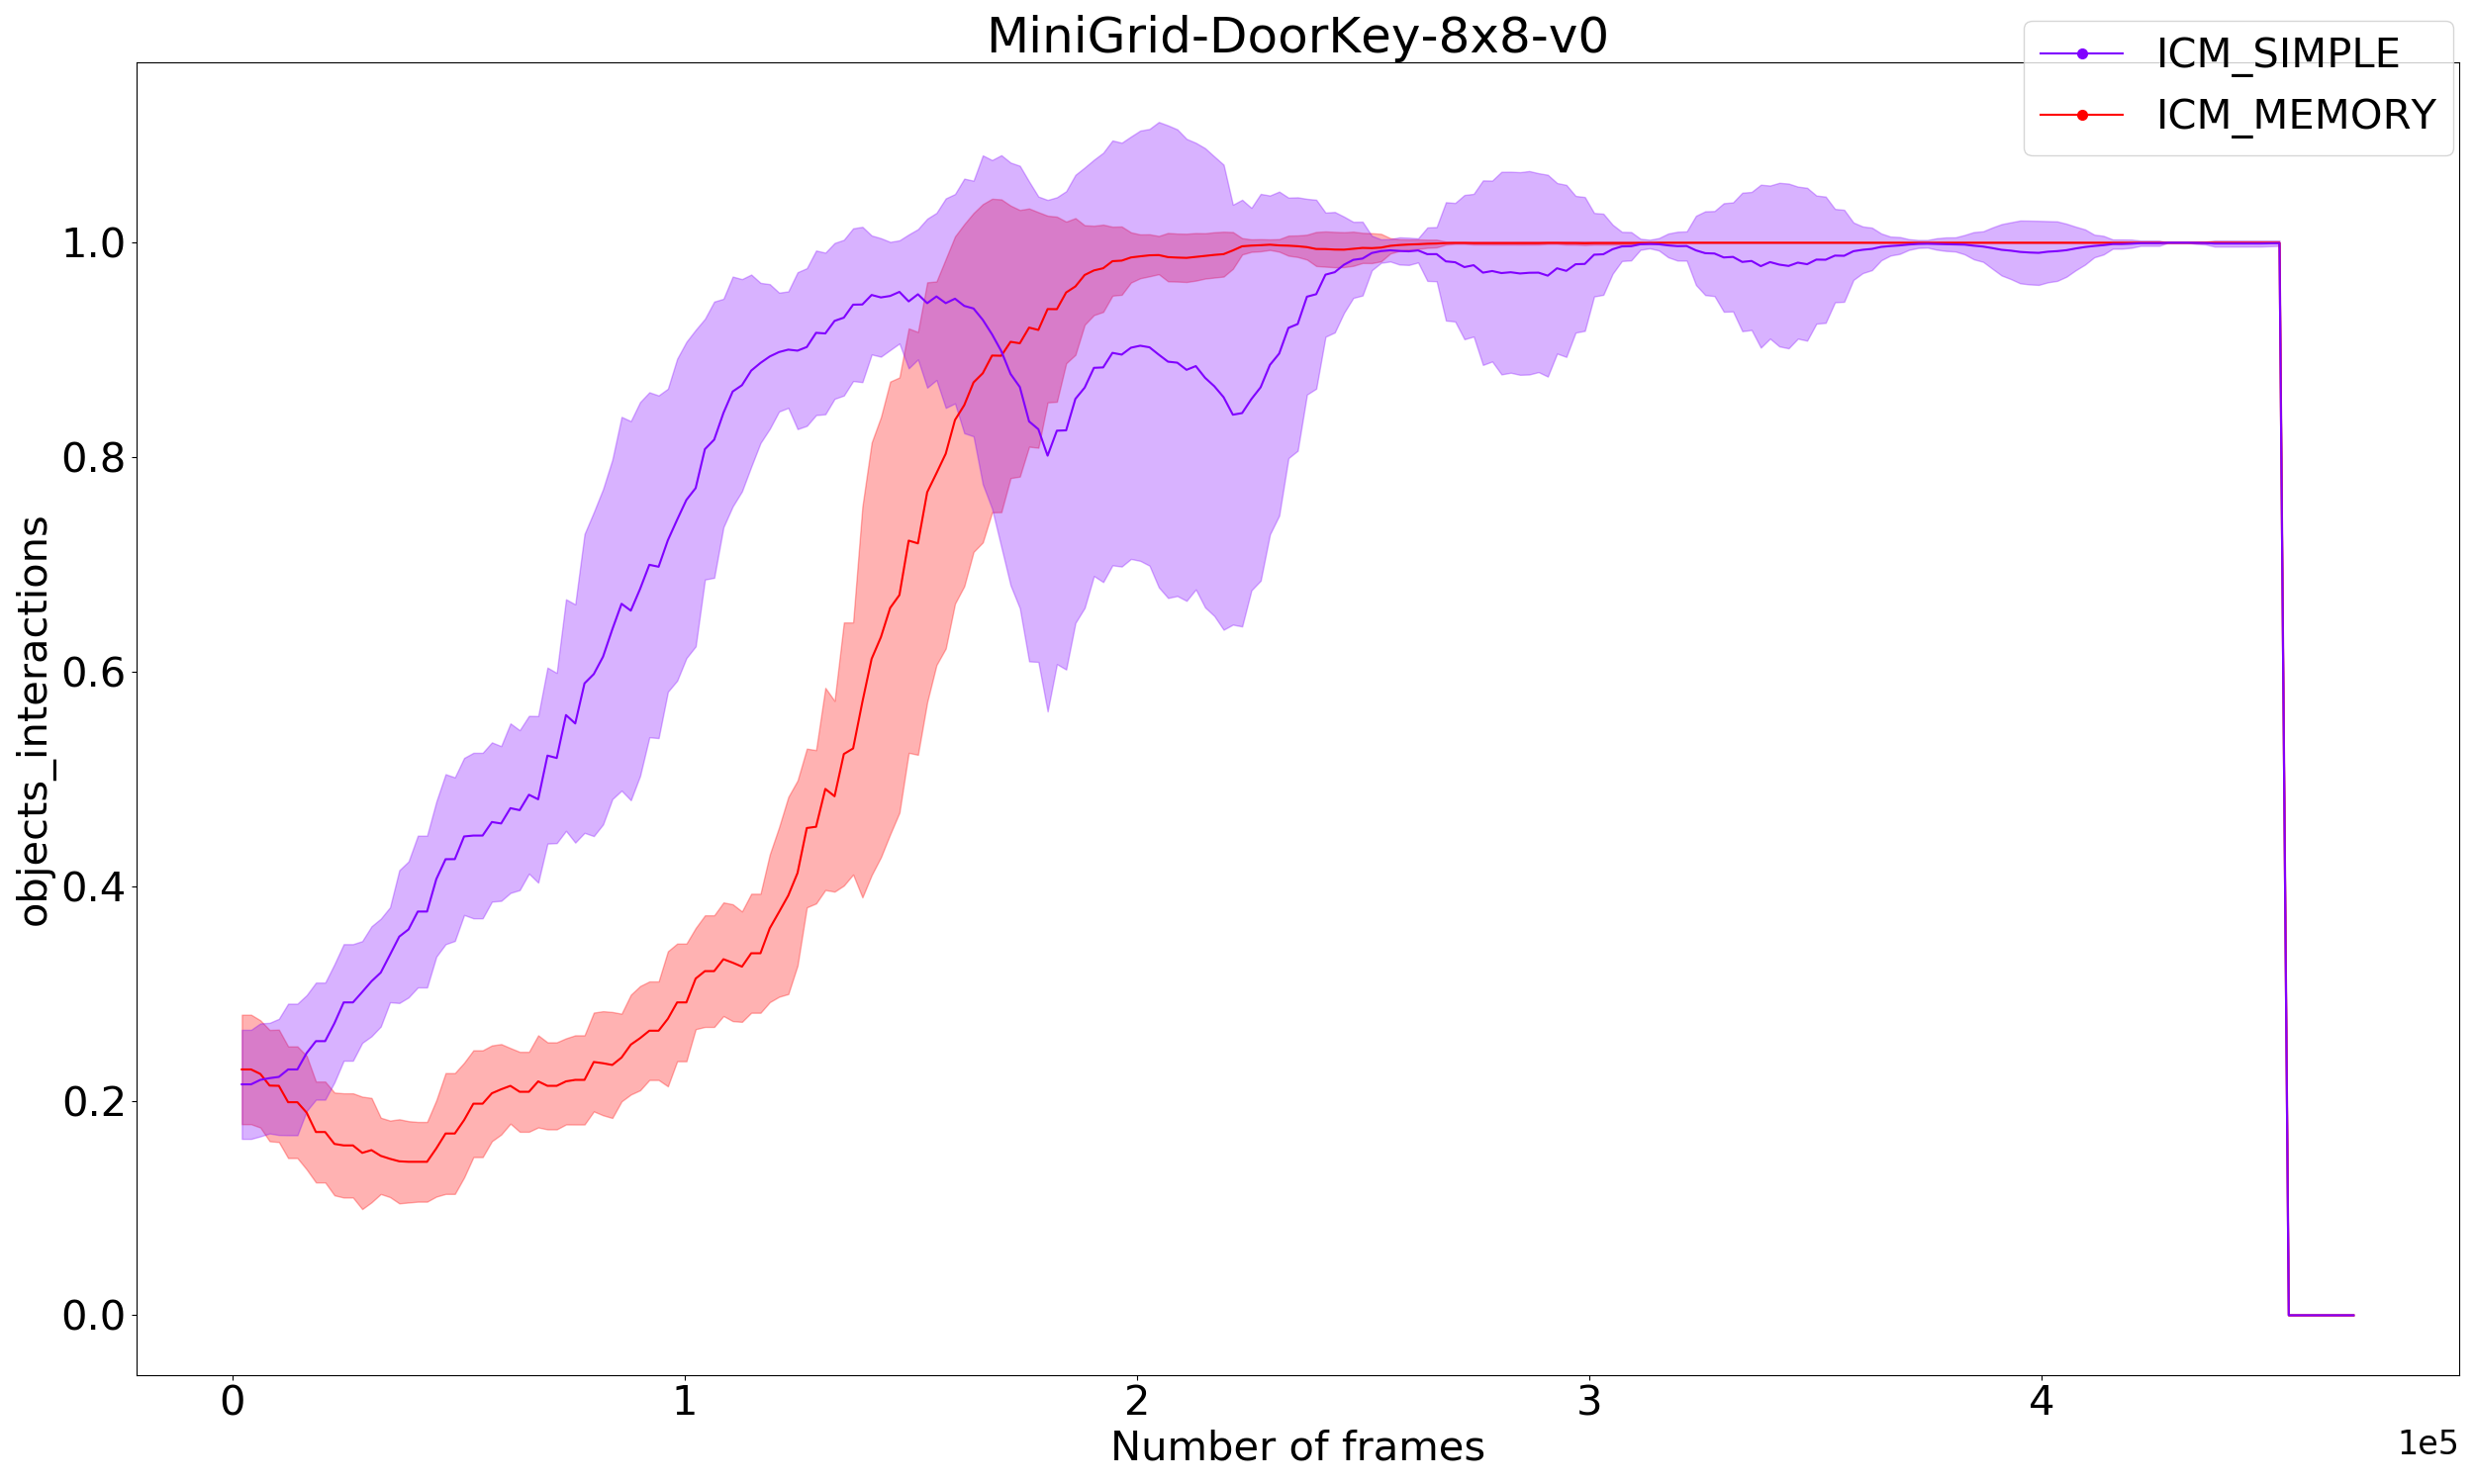 MiniGrid-DoorKey-8x8-v0
ICM_SIMPLE
ICM_MEMORY
objects_interactions
1.0
0.8
0.6
0.4
0.2
0.0
0 1 2 3 4
Number of frames
1e5